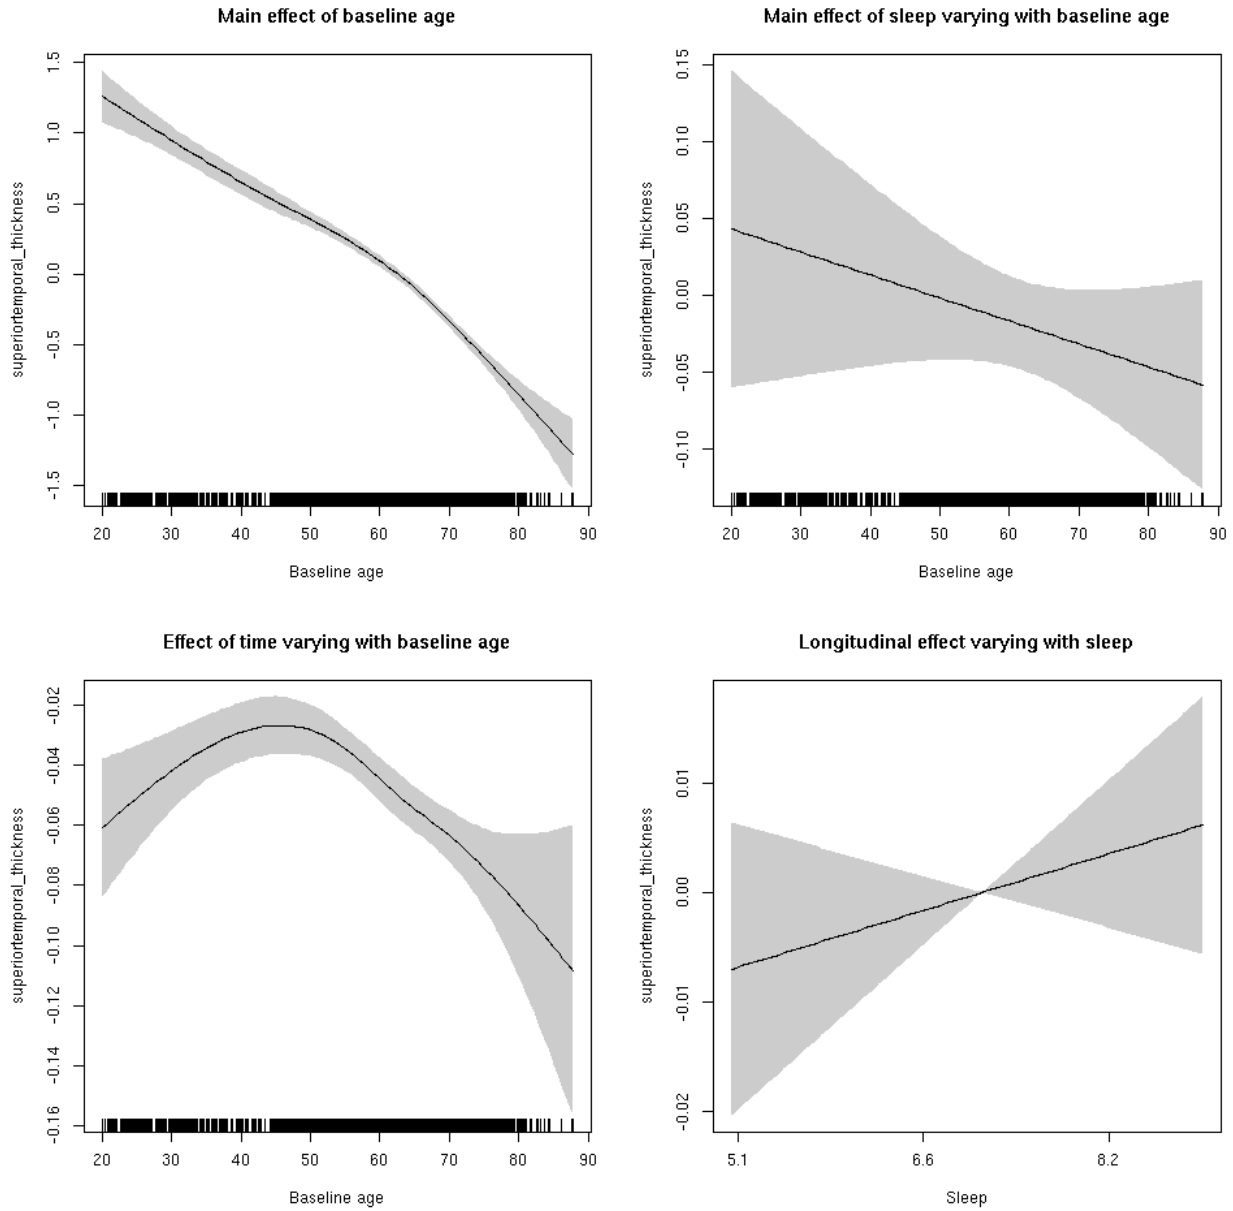 Main effect of baseline age
superiortemporal_thickness
1.5
1.0
0.5
0.0
-0.5
-1.0
-1.5
20 30 40 50 60 70 80 90
Baseline age
Main effect of sleep varying with baseline age
superiortemporal_thickness
0.15
0.10
0.05
0.00
-0.05
-0.10
20 30 40 50 60 70 80 90
Baseline age
Effect of time varying with baseline age
superiortemporal_thickness
-0.02
-0.04
-0.06
-0.08
-0.10
-0.12
-0.14
-0.16
20 30 40 50 60 70 80 90
Baseline age
Longitudinal effect varying with sleep
superiortemporal_thickness
0.01
0.00
-0.01
-0.02
5.1 6.6 8.2
Sleep